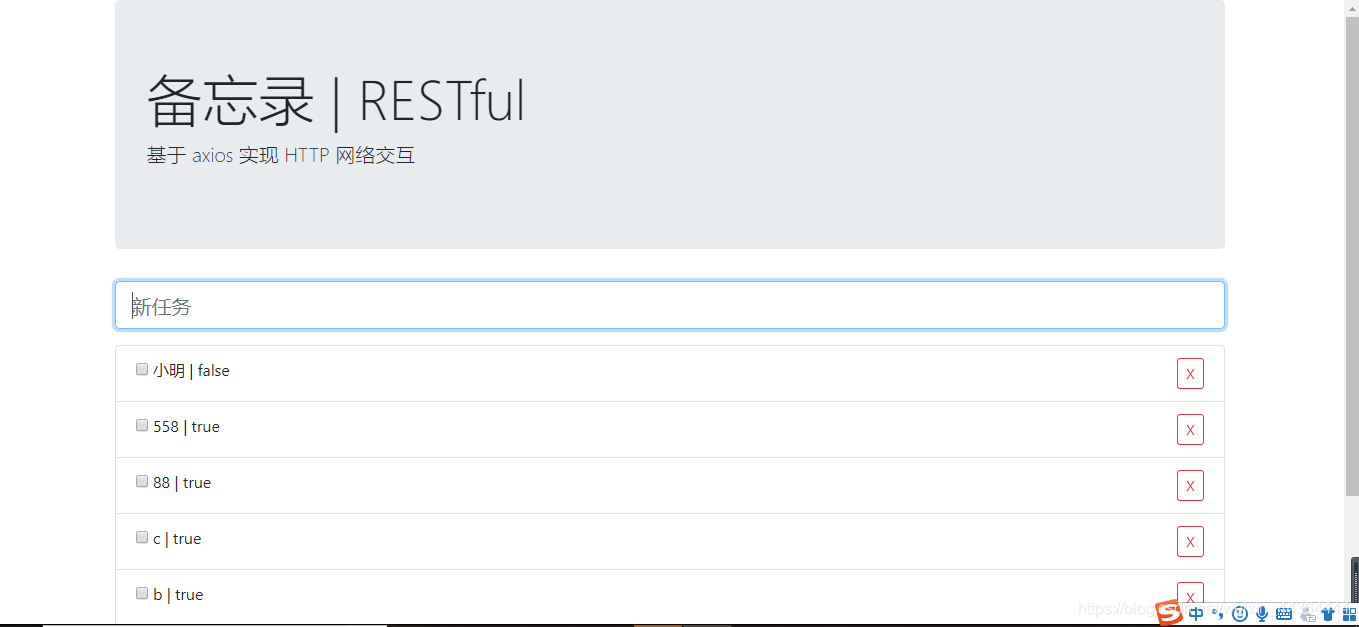 备忘录 | RESTful
基于 axios 实现 HTTP 网络交互
新任务
小明 | false
X
558 | true
X
88 | true
X
c | true
X
b | true
X
https://blog
中